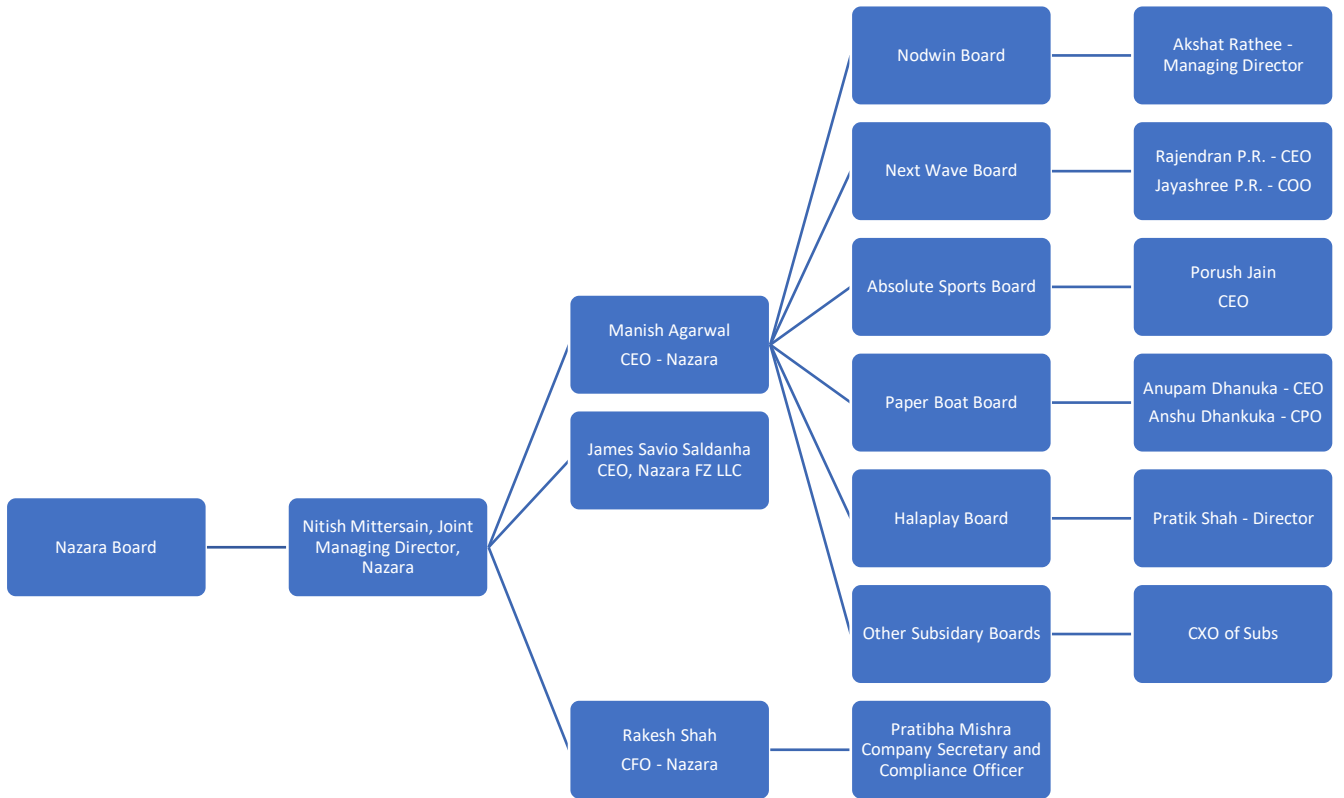 Nazara Board
Nitish Mittersain, Joint
Managing Director,
Nazara
Manish Agarwal
CEO - Nazara
James Savio Saldanha
CEO, Nazara FZ LLC
Rakesh Shah
CFO - Nazara
Nodwin Board
Akshat Rathee -
Managing Director
Next Wave Board
Rajendran P.R. - CEO
Jayashree P.R. - COO
Absolute Sports Board
Porush Jain
CEO
Paper Boat Board
Anupam Dhanuka - CEO
Anshu Dhankuka - CPO
Halaplay Board
Pratik Shah - Director
Other Subsidary Boards
CXO of Subs
Pratibha Mishra
Company Secretary and
Compliance Officer